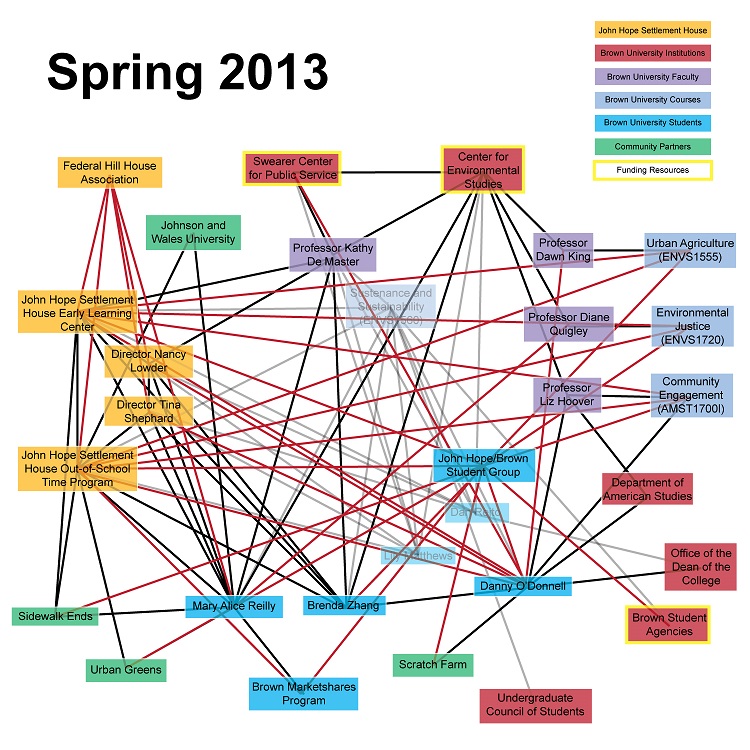 Spring 2013
John Hope Settlement House
Brown University Institutions
Brown University Faculty
Brown University Courses
Brown University Students
Community Partners
Funding Resources
Federal Hill House
Association
Swearer Center
for Public Service
Center for
Environmental
Studies
Johnson and
Wales University
Professor Kathy
De Master
Professor
Dawn King
Urban Agriculture
(ENVS1555)
Sustenance and
Sustainability
John Hope Settlement
House Early Learning
Center
Professor Diane
Quigley
Environmental
Justice
(ENVS1720)
Director Nancy
Lowder
Director Tina
Shephard
Professor
Liz Hoover
Community
Engagement
(AMST1700I)
John Hope Settlement
House Out-of-School
Time Program
John Hope/Brown
Student Group
Department of
American Studies
Lily Matthews
Office of the
Dean of the
College
Danny O'Donnell
Sidewalk Ends
Mary Alice Reilly
Brenda Zhang
Brown Student
Agencies
Urban Greens
Scratch Farm
Brown Marketshares
Program
Undergraduate
Council of Students